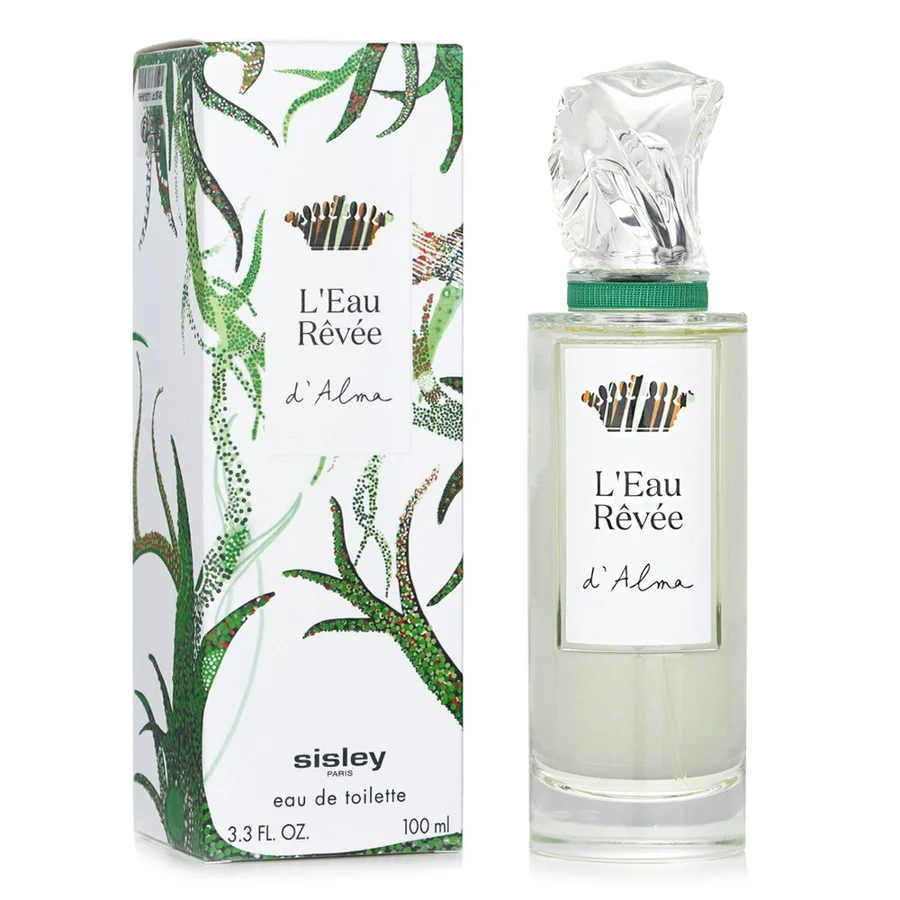 L'Eau
Rêvée
d'Alma
sisley
PARIS
eau de toilette
3.3 FL. OZ.
100 ml
L'Eau
Rêvée
d'Alma